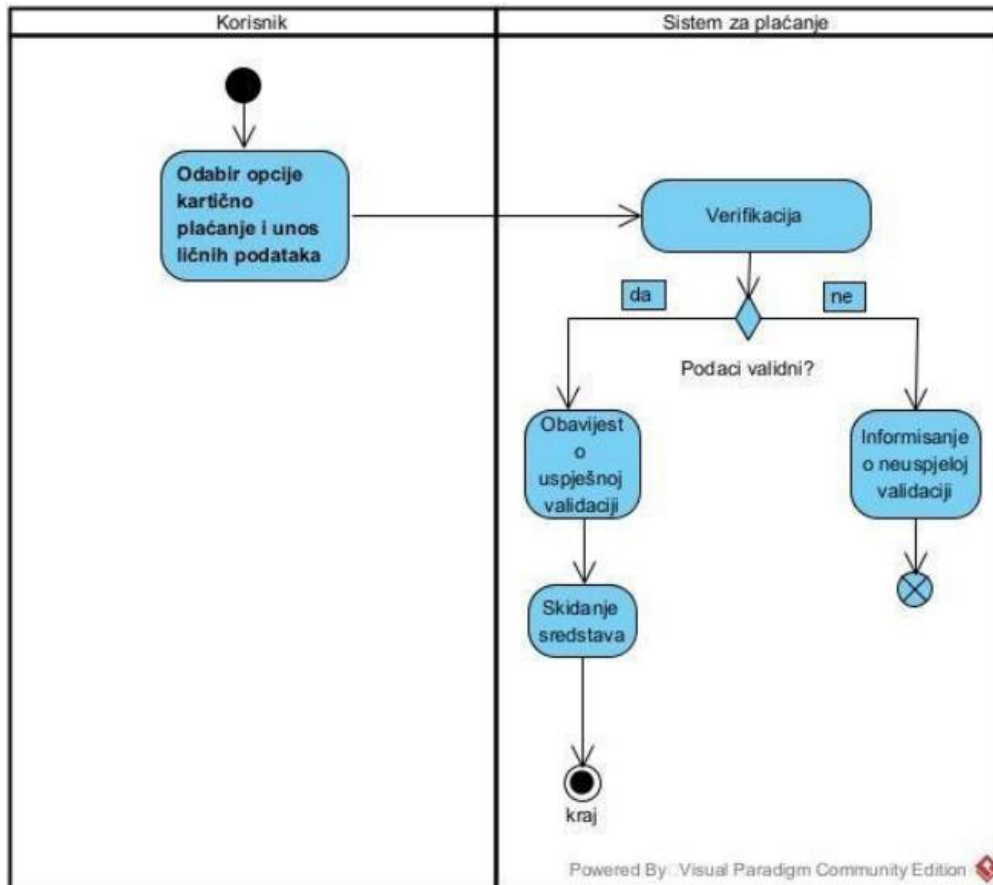 Korisnik
Sistem za plaćanje
Odabir opcije
kartično
plaćanje i unos
ličnih podataka
Verifikacija
da
ne
Podaci validni?
Obavijest
o
uspješnoj
validaciji
Informisanje
o neuspjeloj
validaciji
Skidanje
sredstava
kraj
Powered By Visual Paradigm Community Edition